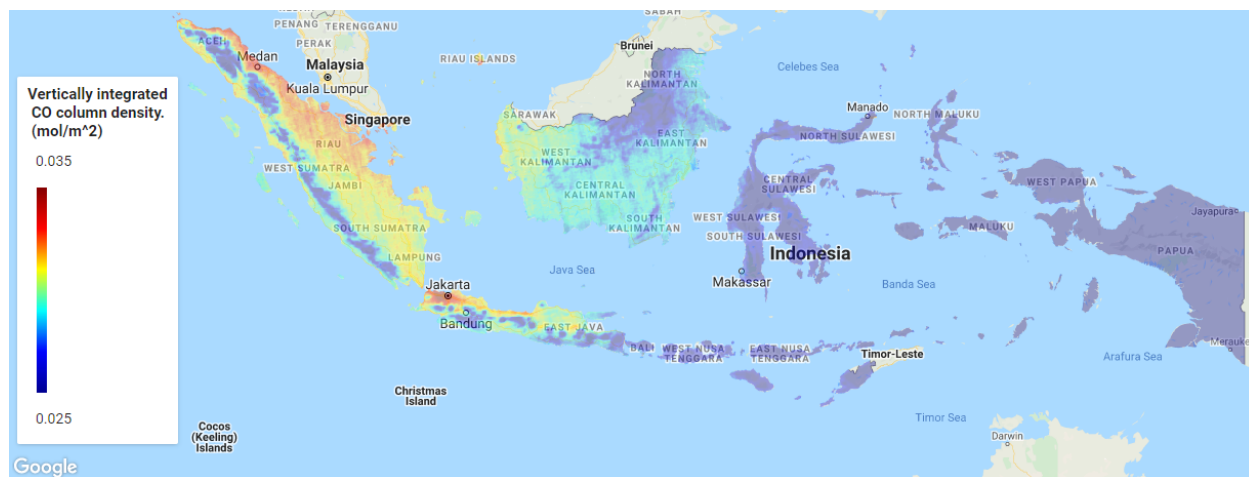 SABAH
PENANG
TERENGGANU
PERAK
ACEH
Medan
Malaysia
Kuala Lumpur
RIAU ISLANDS
Brunei
NORTH
KALIMANTAN
Celebes Sea
Vertically integrated
CO column density.
(mol/m^2)
0.035
0.025
Singapore
SARAWAK
Manado
NORTH MALUKU
NORTH SULAWESI
RIAU
WEST SUMATRA
JAMBI
SOUTH SUMATRA
LAMPUNG
WEST
KALIMANTAN
EAST
KALIMANTAN
CENTRAL
KALIMANTAN
SOUTH
KALIMANTAN
CENTRAL
SULAWESI
WEST SULAWESI
SOUTH SULAWESI
WEST PAPUA
Jayapura
MALUKU
PAPUA
Indonesia
Java Sea
Makassar
Banda Sea
Jakarta
Bandung
EAST JAVA
BALI
WEST NUSA
TENGGARA
EAST NUSA
TENGGARA
Timor-Leste
Merauke
Arafura Sea
Christmas
Island
Cocos
(Keeling)
Islands
Timor Sea
Darwin
Google